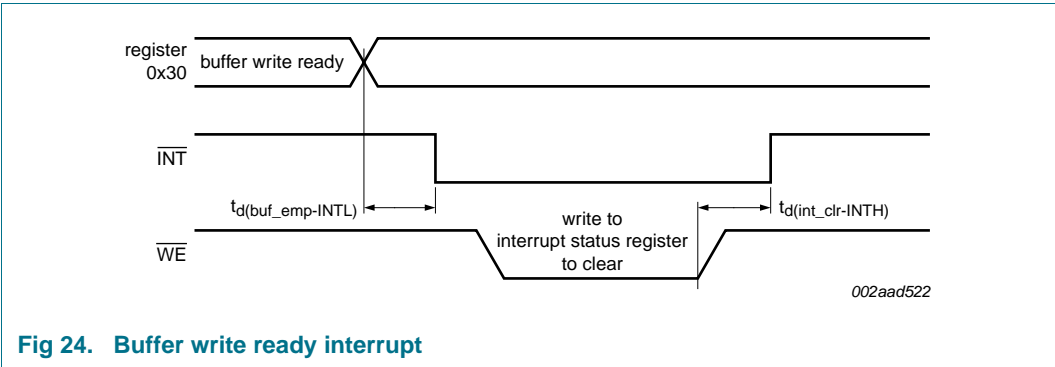 register
0x30
buffer write ready
INT
td(buf_emp-INTL)
td(int_clr-INTH)
write to
interrupt status register
to clear
WE
002aad522
Fig 24. Buffer write ready interrupt